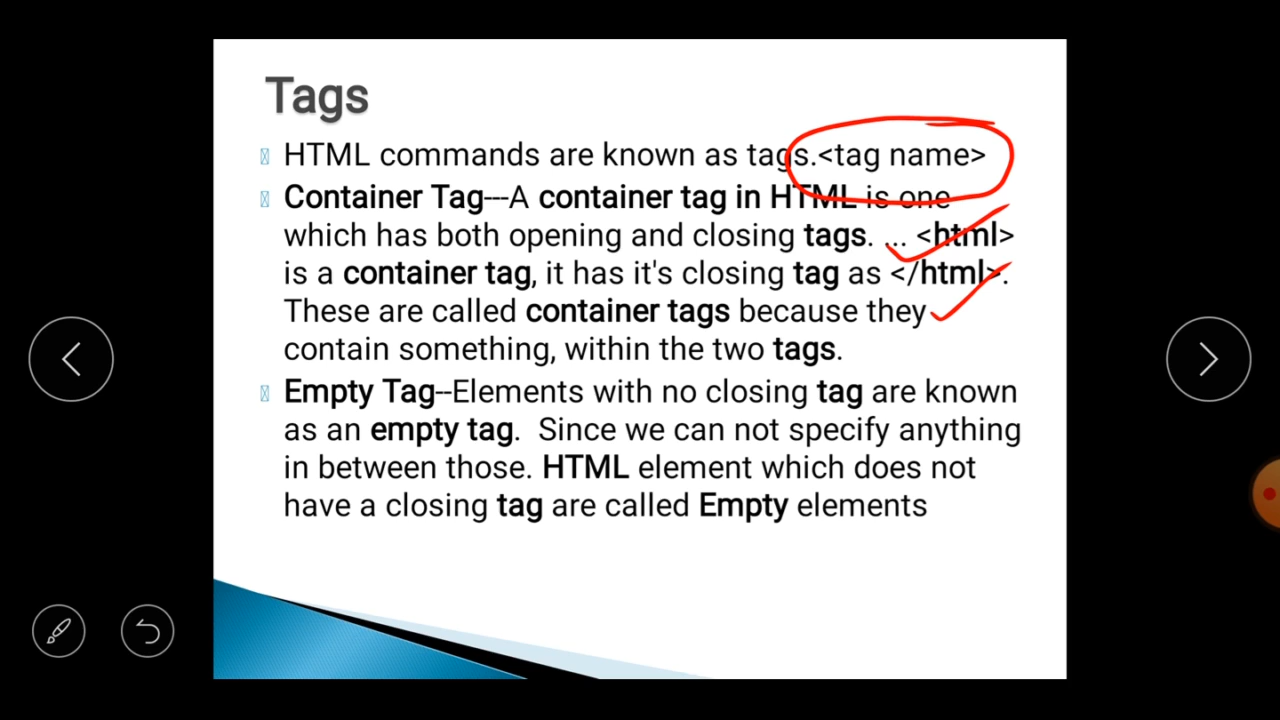 Tags
HTML commands are known as tags.<tag name>
Container Tag---A container tag in HTML is one
which has both opening and closing tags. ... <html>
is a container tag, it has it's closing tag as </html>.
These are called container tags because they
contain something, within the two tags.
Empty Tag--Elements with no closing tag are known
as an empty tag.  Since we can not specify anything
in between those. HTML element which does not
have a closing tag are called Empty elements